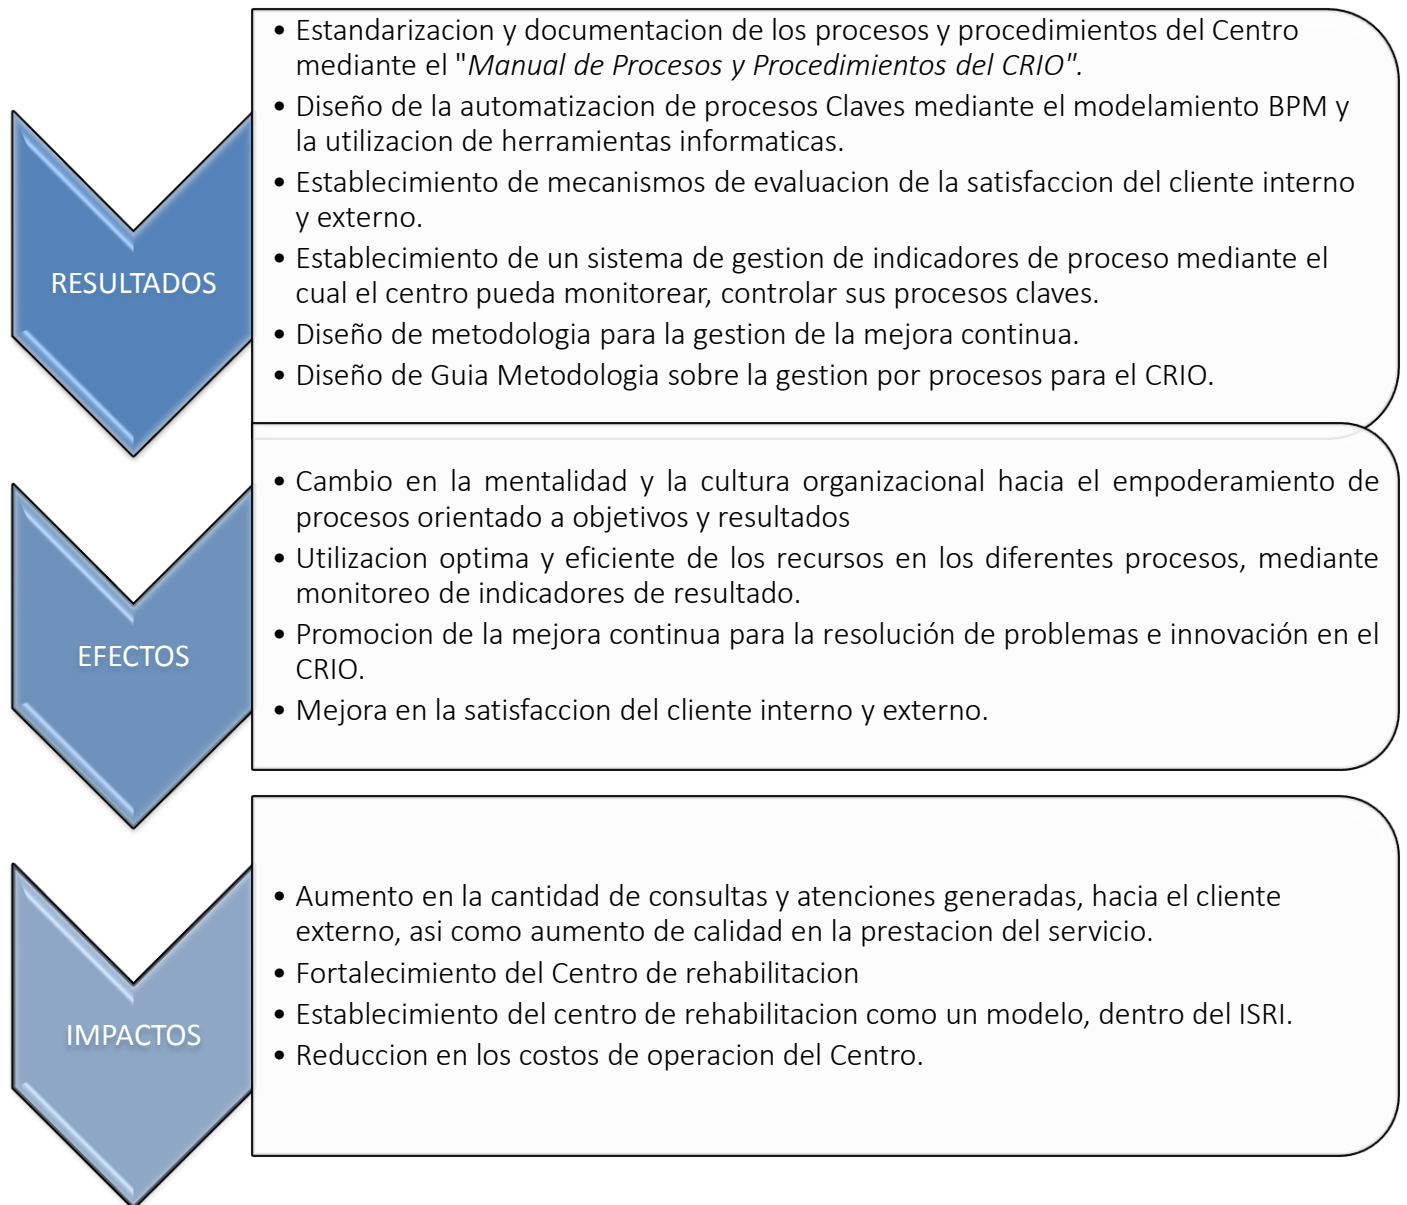 • Estandarizacion y documentacion de los procesos y procedimientos del Centro
mediante el "Manual de Procesos y Procedimientos del CRIO".
• Diseño de la automatizacion de procesos Claves mediante el modelamiento BPM y
la utilizacion de herramientas informaticas.
• Establecimiento de mecanismos de evaluacion de la satisfaccion del cliente interno
y externo.
RESULTADOS
• Establecimiento de un sistema de gestion de indicadores de proceso mediante el
cual el centro pueda monitorear, controlar sus procesos claves.
• Diseño de metodologia para la gestion de la mejora continua.
• Diseño de Guia Metodologia sobre la gestion por procesos para el CRIO.
• Cambio en la mentalidad y la cultura organizacional hacia el empoderamiento de
procesos orientado a objetivos y resultados
• Utilizacion optima y eficiente de los recursos en los diferentes procesos, mediante
monitoreo de indicadores de resultado.
EFECTOS
• Promocion de la mejora continua para la resolución de problemas e innovación en el
CRIO.
• Mejora en la satisfaccion del cliente interno y externo.
• Aumento en la cantidad de consultas y atenciones generadas, hacia el cliente
externo, asi como aumento de calidad en la prestacion del servicio.
• Fortalecimiento del Centro de rehabilitacion
IMPACTOS
• Establecimiento del centro de rehabilitacion como un modelo, dentro del ISRI.
• Reduccion en los costos de operacion del Centro.